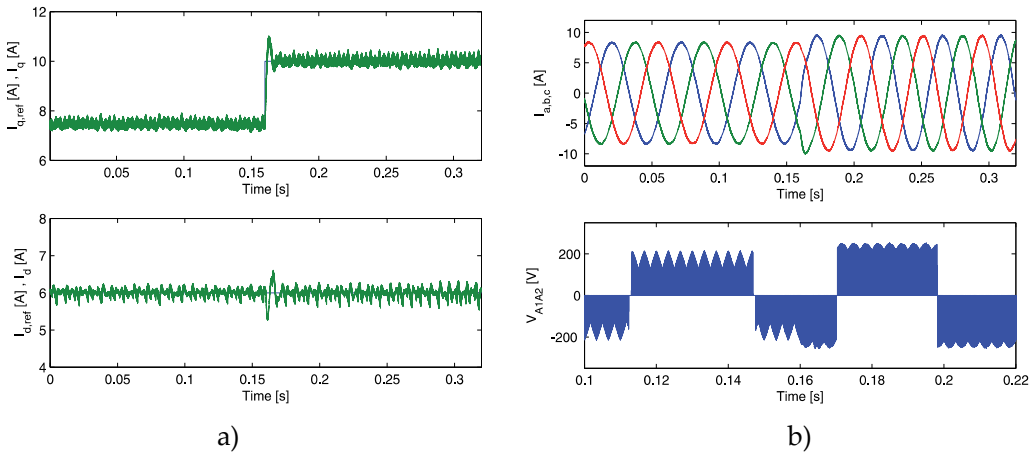 12
10
8
6
I_q,ref [A] , I_q [A]
0 0.05 0.1 0.15 0.2 0.25 0.3
Time [s]
8
7
6
5
4
I_d,ref [A] , I_d [A]
0 0.05 0.1 0.15 0.2 0.25 0.3
Time [s]
a)
10
5
0
-5
-10
I_a,b,c [A]
0 0.05 0.1 0.15 0.2 0.25 0.3
Time [s]
200
0
-200
V_A1A2 [V]
0.1 0.12 0.14 0.16 0.18 0.2 0.22
Time [s]
b)